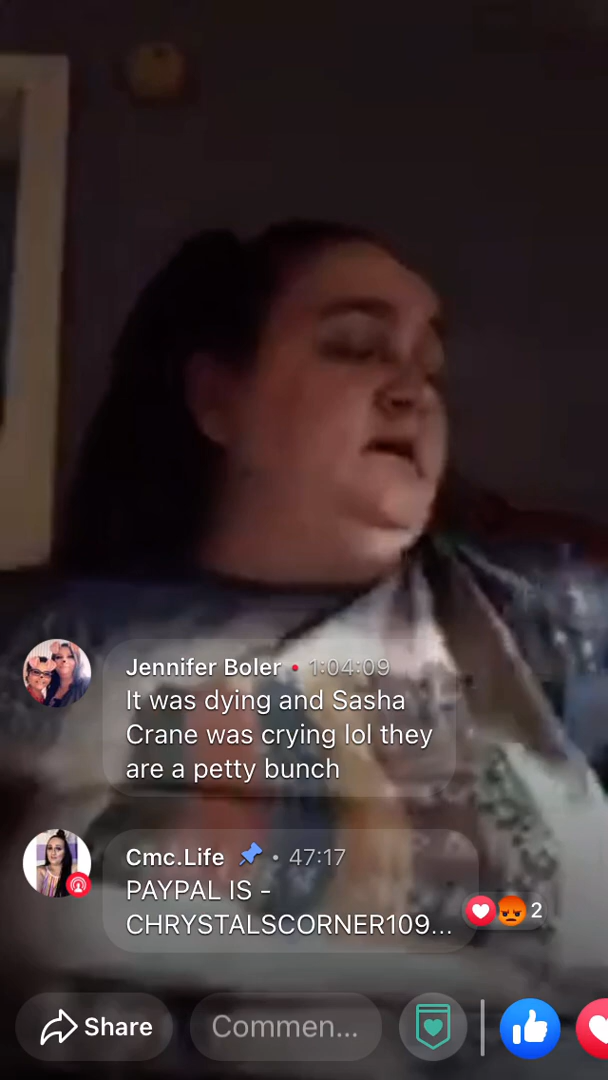 Jennifer Boler • 1:04:09
It was dying and Sasha
Crane was crying lol they
are a petty bunch
Cmc.Life • 47:17
PAYPAL IS -
CHRYSTALSCORNER109...
2
Share
Commen...